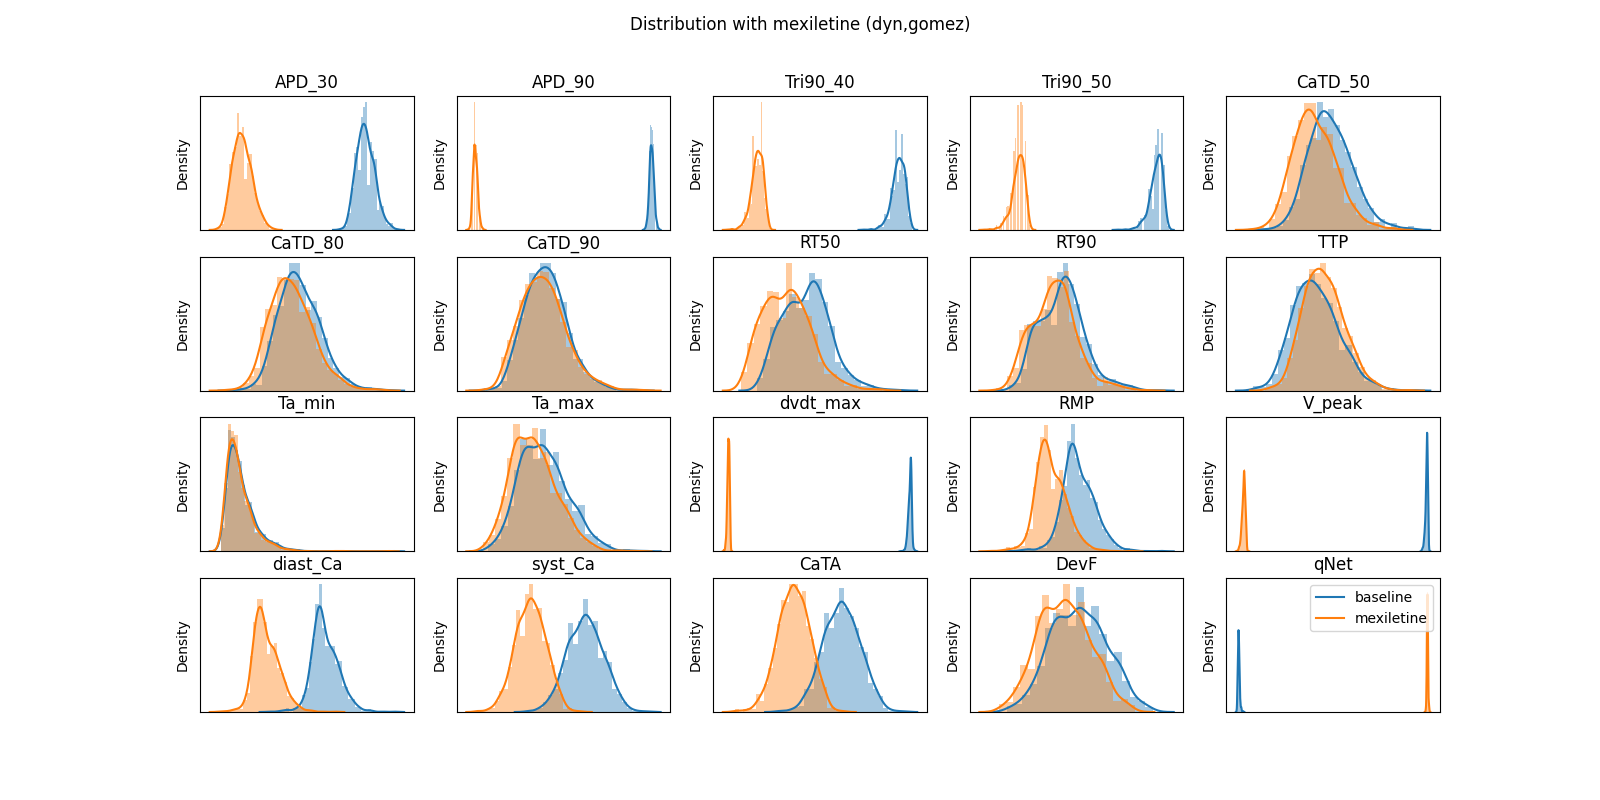 Distribution with mexiletine (dyn,gomez)
APD_30 APD_90 Tri90_40 Tri90_50 CaTD_50
Density Density Density Density Density
CaTD_80 CaTD_90 RT50 RT90 TTP
Density Density Density Density Density
Ta_min Ta_max dvdt_max RMP V_peak
Density Density Density Density Density
diast_Ca syst_Ca CaTA DevF qNet
Density Density Density Density Density
baseline
mexiletine